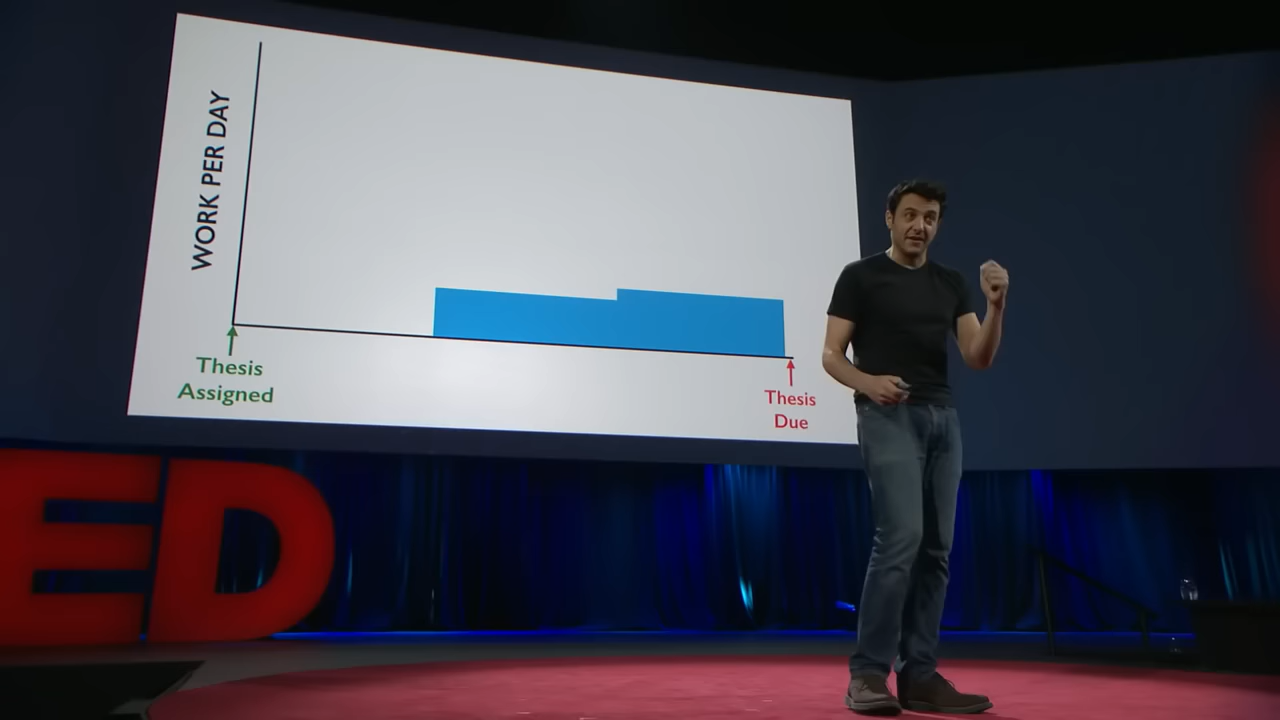 WORK PER DAY
Thesis
Assigned
Thesis
Due
ED